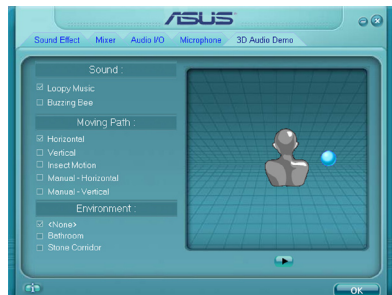 ASUS
Sound Effect Mixer Audio I/O Microphone 3D Audio Demo
Sound :
Loopy Music
Buzzing Bee
Moving Path :
Horizontal
Vertical
Insect Motion
Manual - Horizontal
Manual - Vertical
Environment :
<None>
Bathroom
Stone Corridor
OK